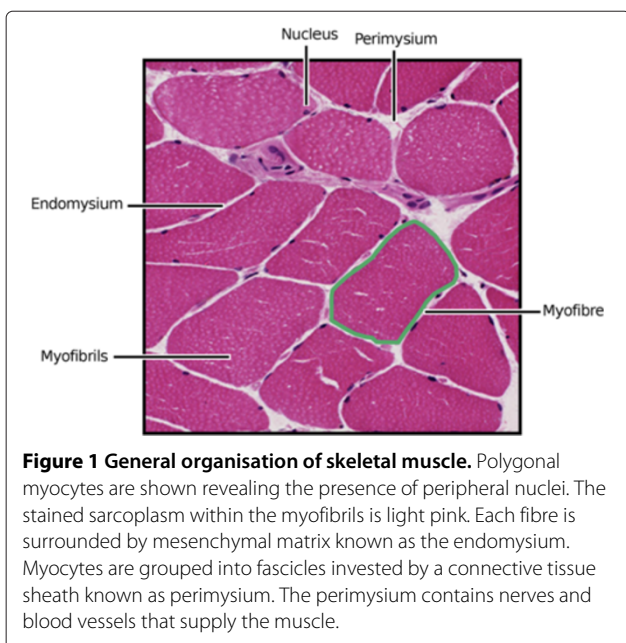 Nucleus
Perimysium
Endomysium
Myofibre
Myofibrils
Figure 1 General organisation of skeletal muscle. Polygonal
myocytes are shown revealing the presence of peripheral nuclei. The
stained sarcoplasm within the myofibrils is light pink. Each fibre is
surrounded by mesenchymal matrix known as the endomysium.
Myocytes are grouped into fascicles invested by a connective tissue
sheath known as perimysium. The perimysium contains nerves and
blood vessels that supply the muscle.